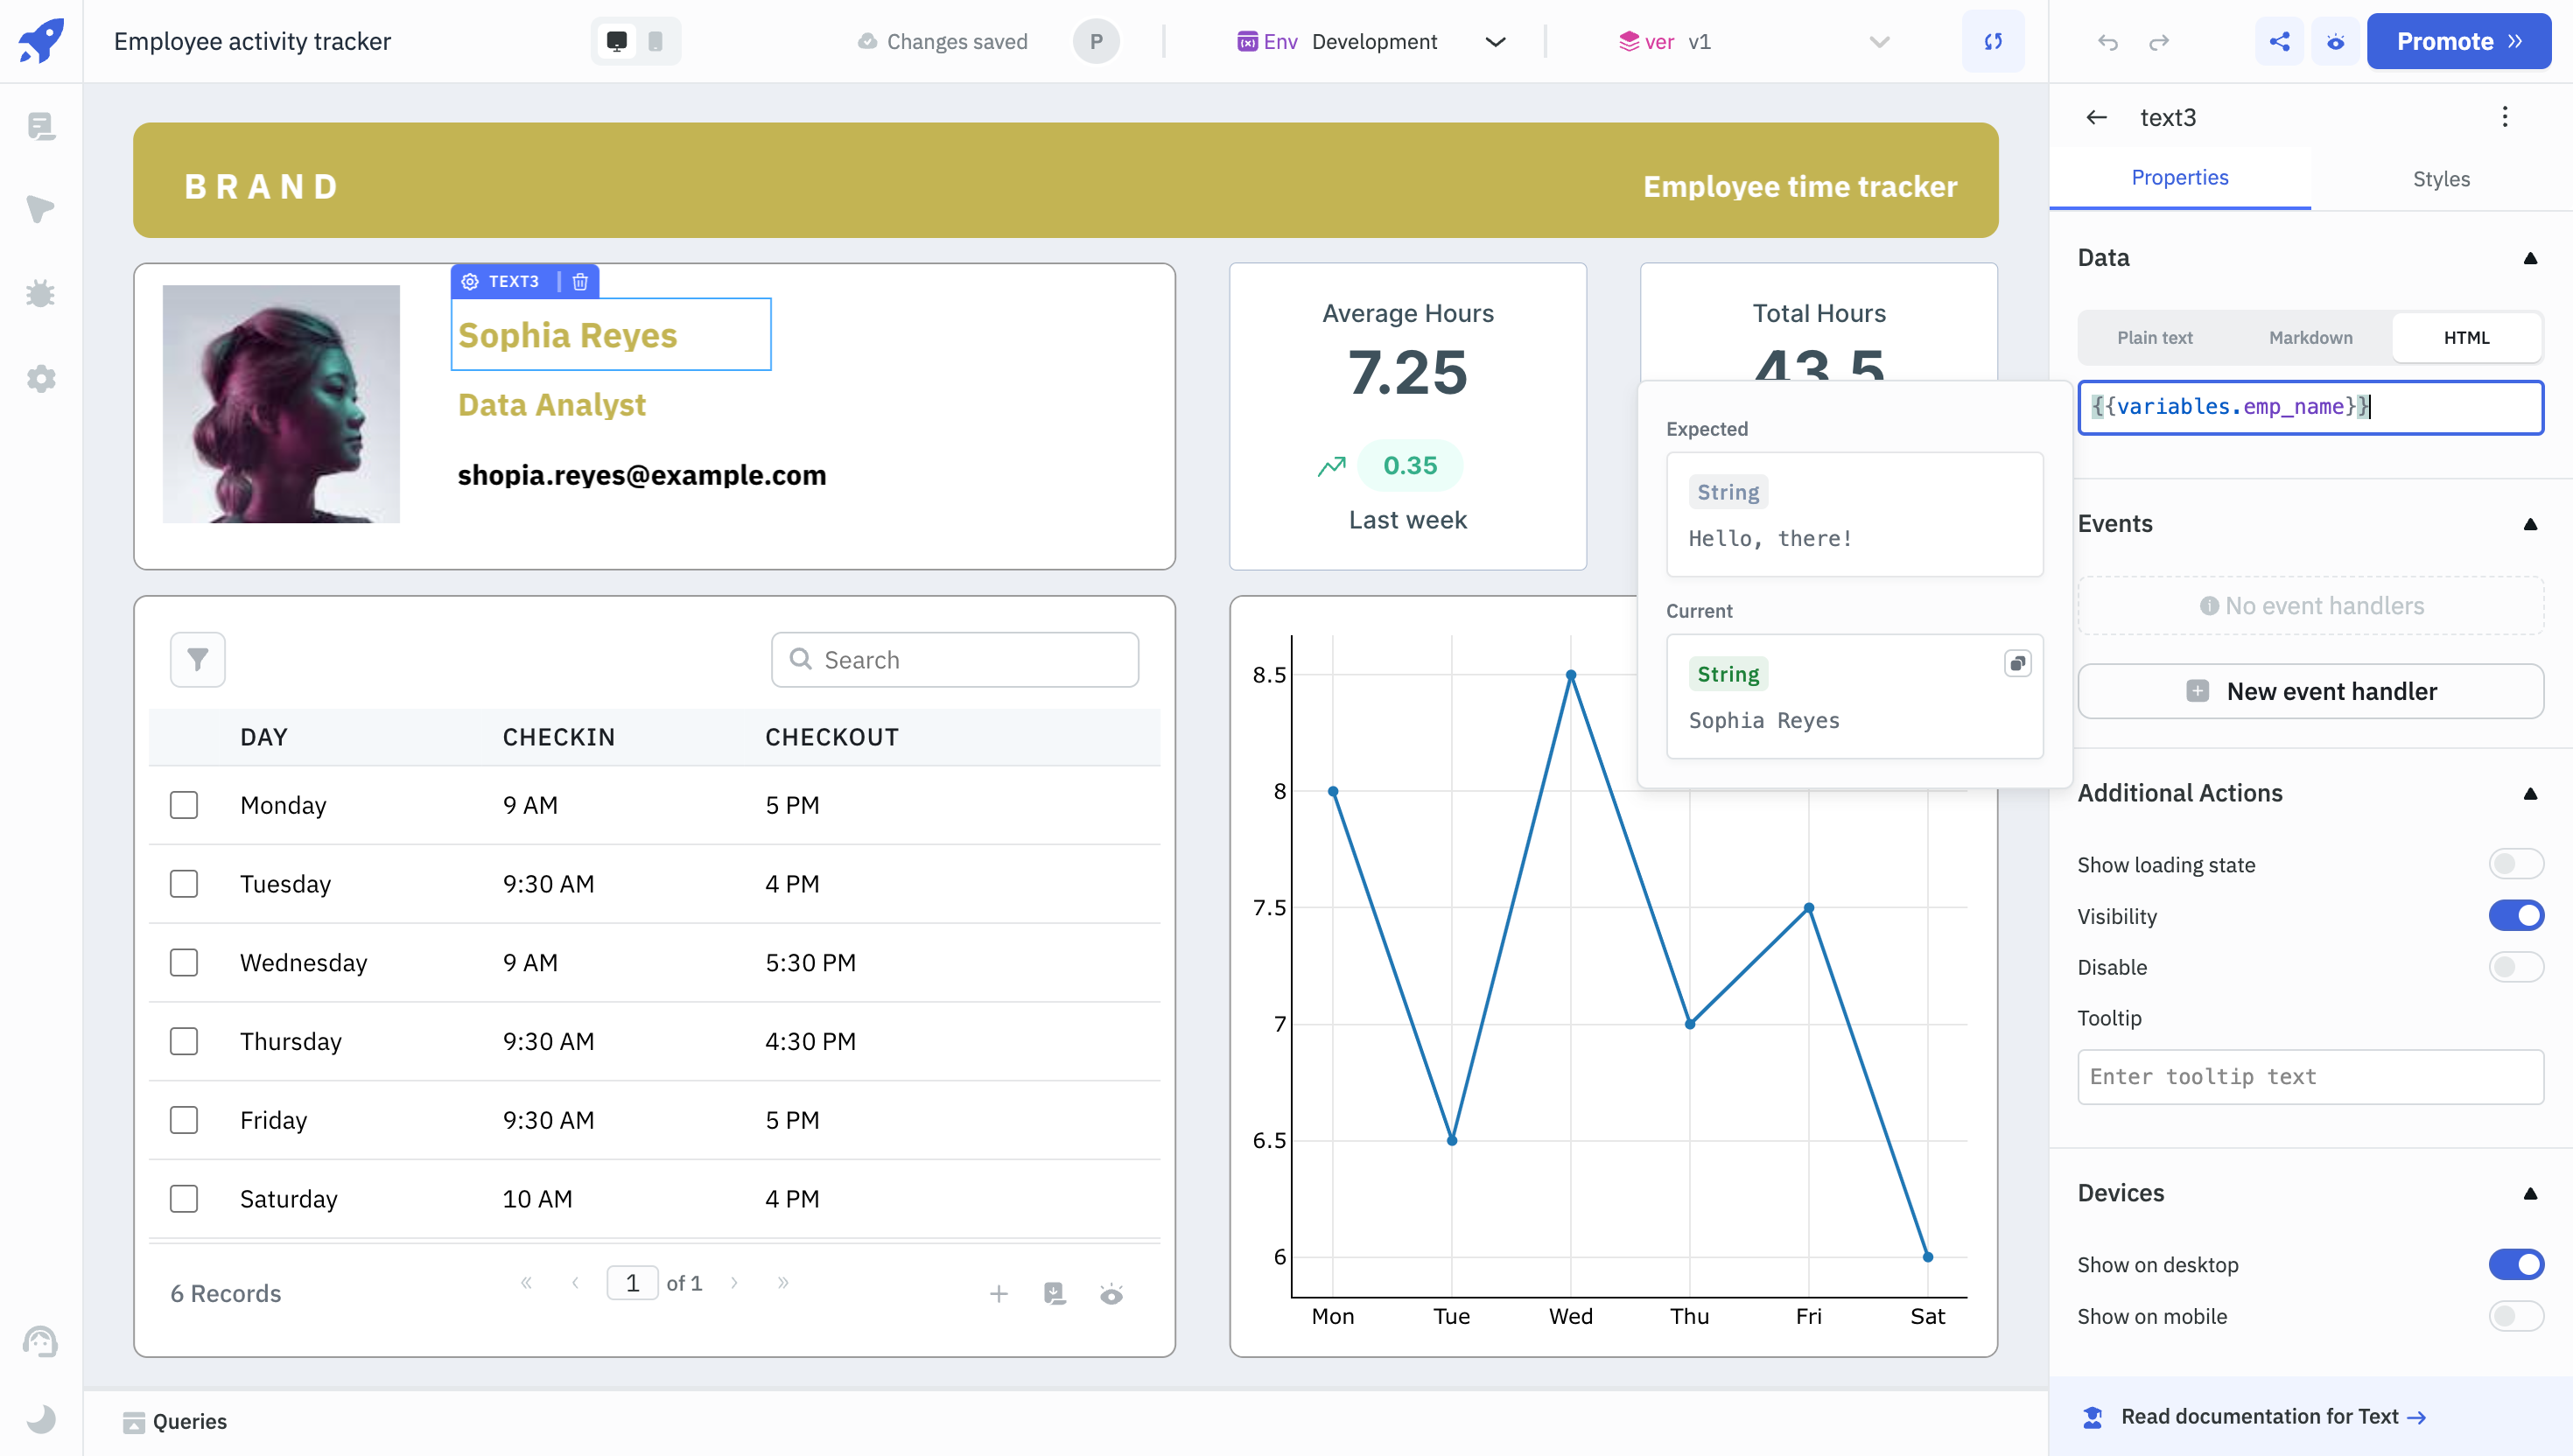 Employee activity tracker
Changes saved
P
Env Development
ver v1
Promote
BRAND
Employee time tracker
TEXT3
Sophia Reyes
Data Analyst
shopia.reyes@example.com
Average Hours
7.25
0.35
Last week
Total Hours
43.5
Search
DAY CHECKIN CHECKOUT
Monday 9 AM 5 PM
Tuesday 9:30 AM 4 PM
Wednesday 9 AM 5:30 PM
Thursday 9:30 AM 4:30 PM
Friday 9:30 AM 5 PM
Saturday 10 AM 4 PM
6 Records
1 of 1
8.5
8
7.5
7
6.5
6
Mon Tue Wed Thu Fri Sat
Expected
String
Hello, there!
Current
String
Sophia Reyes
text3
Properties Styles
Data
Plain text Markdown HTML
{{variables.emp_name}}
Events
No event handlers
New event handler
Additional Actions
Show loading state
Visibility
Disable
Tooltip
Enter tooltip text
Devices
Show on desktop
Show on mobile
Read documentation for Text →
Queries